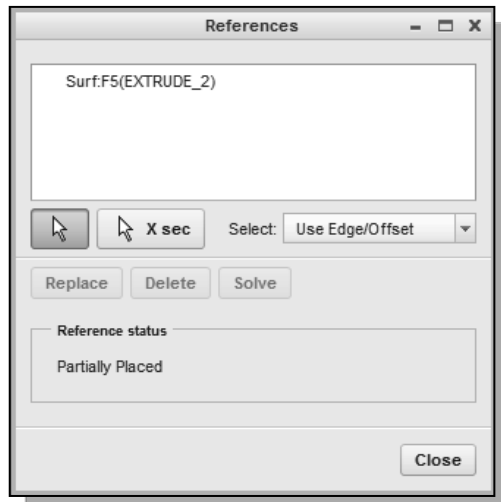 References
Surf:F5(EXTRUDE_2)
X sec
Select: Use Edge/Offset
Replace Delete Solve
Reference status
Partially Placed
Close